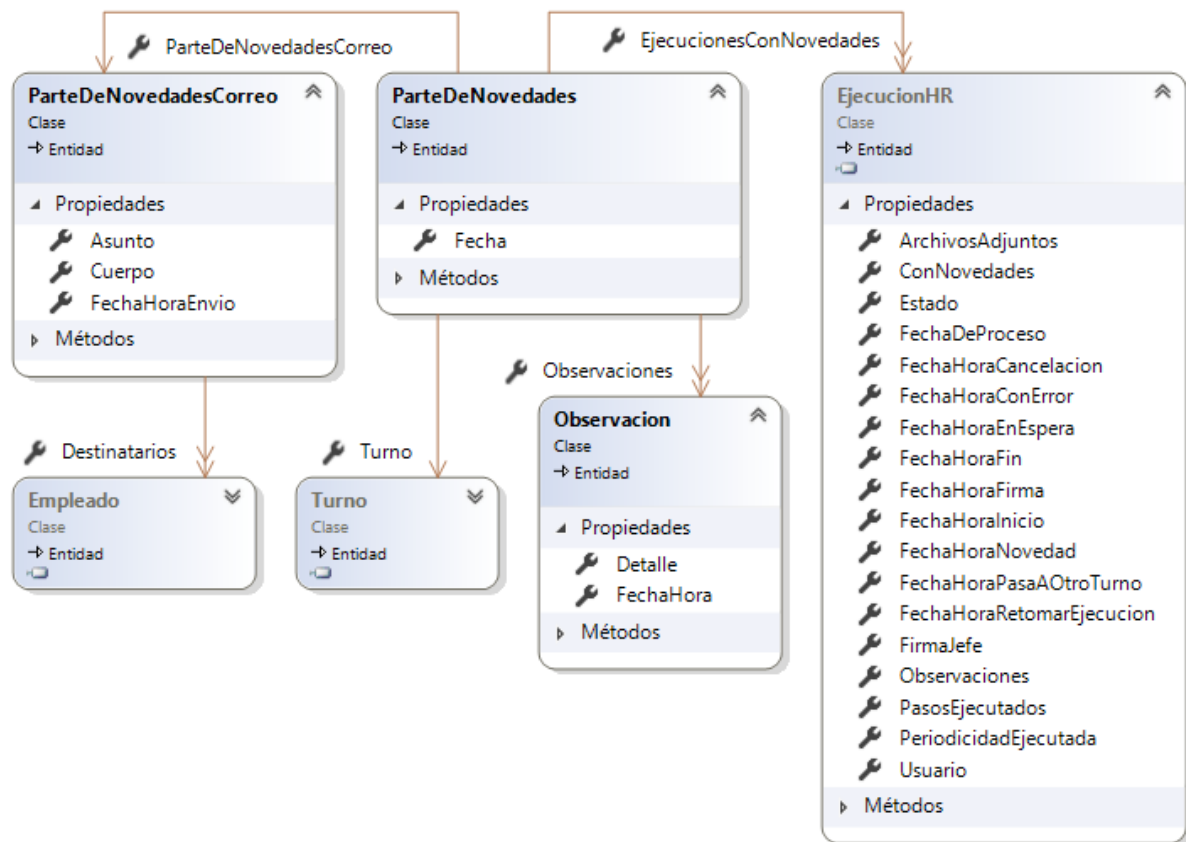 ParteDeNovedadesCorreo
EjecucionesConNovedades
ParteDeNovedadesCorreo
Clase
Entidad
Propiedades
Asunto
Cuerpo
FechaHoraEnvio
Métodos
ParteDeNovedades
Clase
Entidad
Propiedades
Fecha
Métodos
EjecucionHR
Clase
Entidad
Propiedades
ArchivosAdjuntos
ConNovedades
Estado
FechaDeProceso
FechaHoraCancelacion
FechaHoraConError
FechaHoraEnEspera
FechaHoraFin
FechaHoraFirma
FechaHoraInicio
FechaHoraNovedad
FechaHoraPasaAOtroTurno
FechaHoraRetomarEjecucion
FirmaJefe
Observaciones
PasosEjecutados
PeriodicidadEjecutada
Usuario
Métodos
Destinatarios
Turno
Observaciones
Empleado
Clase
Entidad
Turno
Clase
Entidad
Observacion
Clase
Entidad
Propiedades
Detalle
FechaHora
Métodos